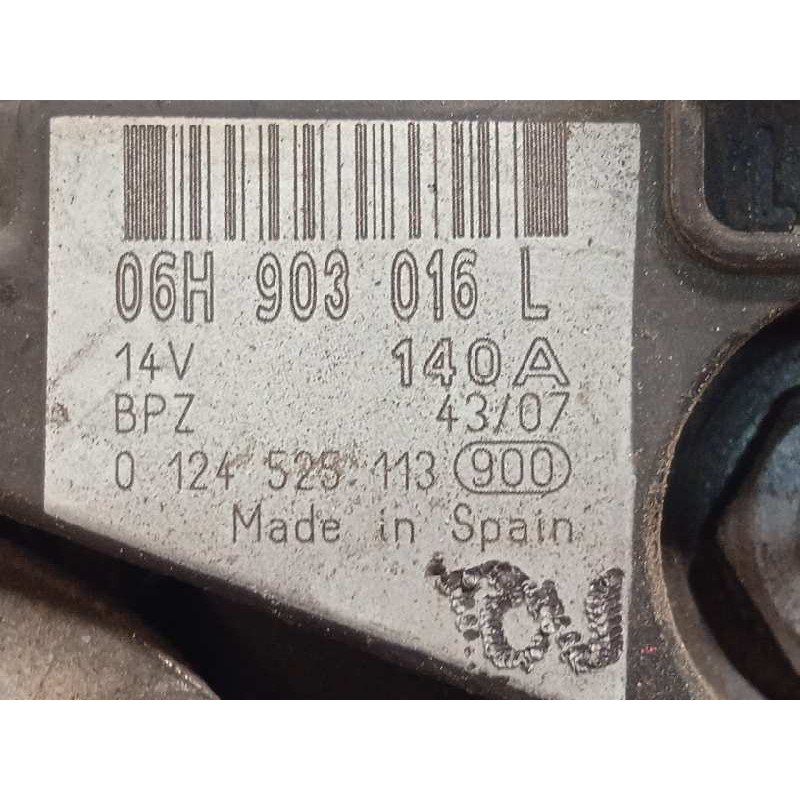 06H 903 016 L
14V 140A
BPZ 43/07
0 124 525 113 900
Made in Spain